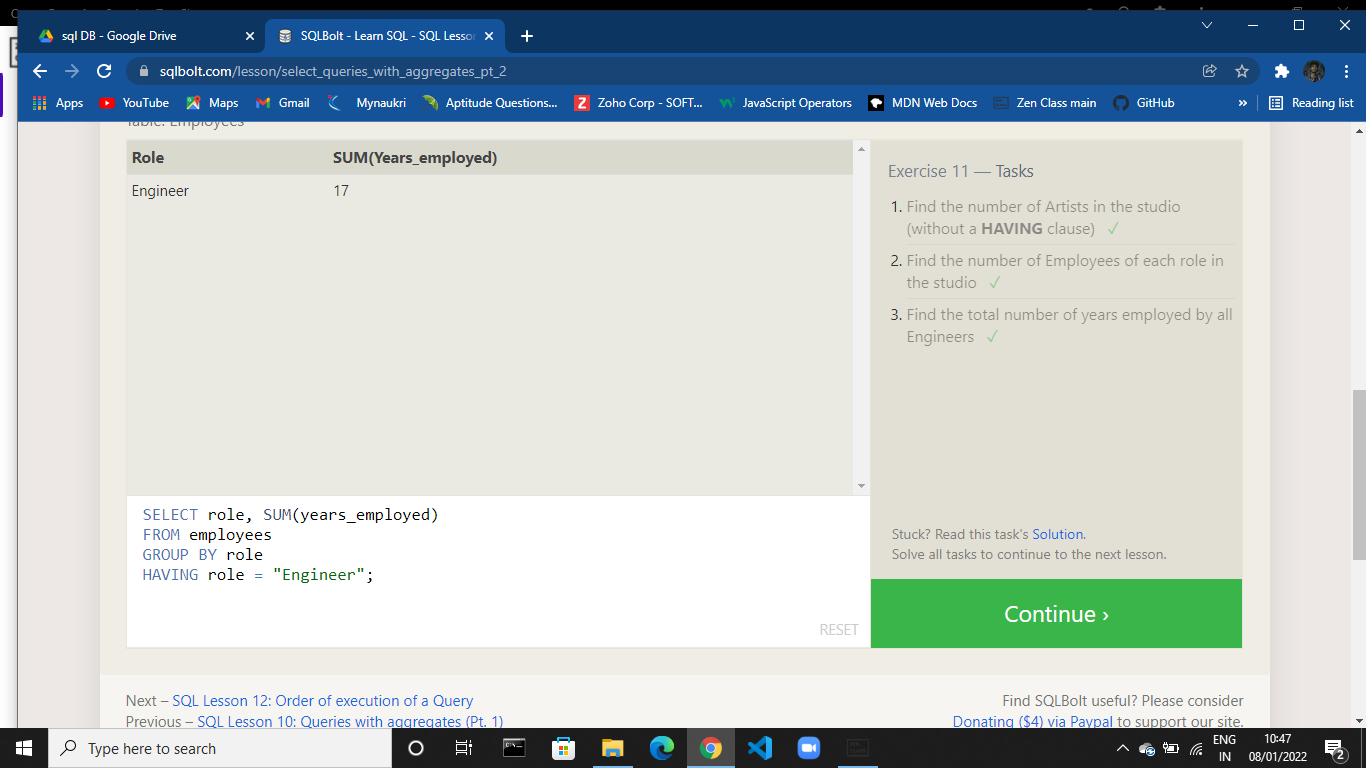 sql DB - Google Drive
SQLBolt - Learn SQL - SQL Lesson
sqlbolt.com/lesson/select_queries_with_aggregates_pt_2
Apps YouTube Maps Gmail Mynaukri Aptitude Questions... Zoho Corp - SOFT... JavaScript Operators MDN Web Docs Zen Class main GitHub » Reading list
Table: Employees
Role SUM(Years_employed)
Engineer 17
Exercise 11 — Tasks
1. Find the number of Artists in the studio
(without a HAVING clause) ✓
2. Find the number of Employees of each role in
the studio ✓
3. Find the total number of years employed by all
Engineers ✓
Stuck? Read this task's Solution.
Solve all tasks to continue to the next lesson.
Continue ›
SELECT role, SUM(years_employed)
FROM employees
GROUP BY role
HAVING role = "Engineer";
RESET
Next – SQL Lesson 12: Order of execution of a Query
Previous – SQL Lesson 10: Queries with aggregates (Pt. 1)
Find SQLBolt useful? Please consider
Donating ($4) via Paypal to support our site.
Type here to search
ENG
IN
10:47
08/01/2022
2